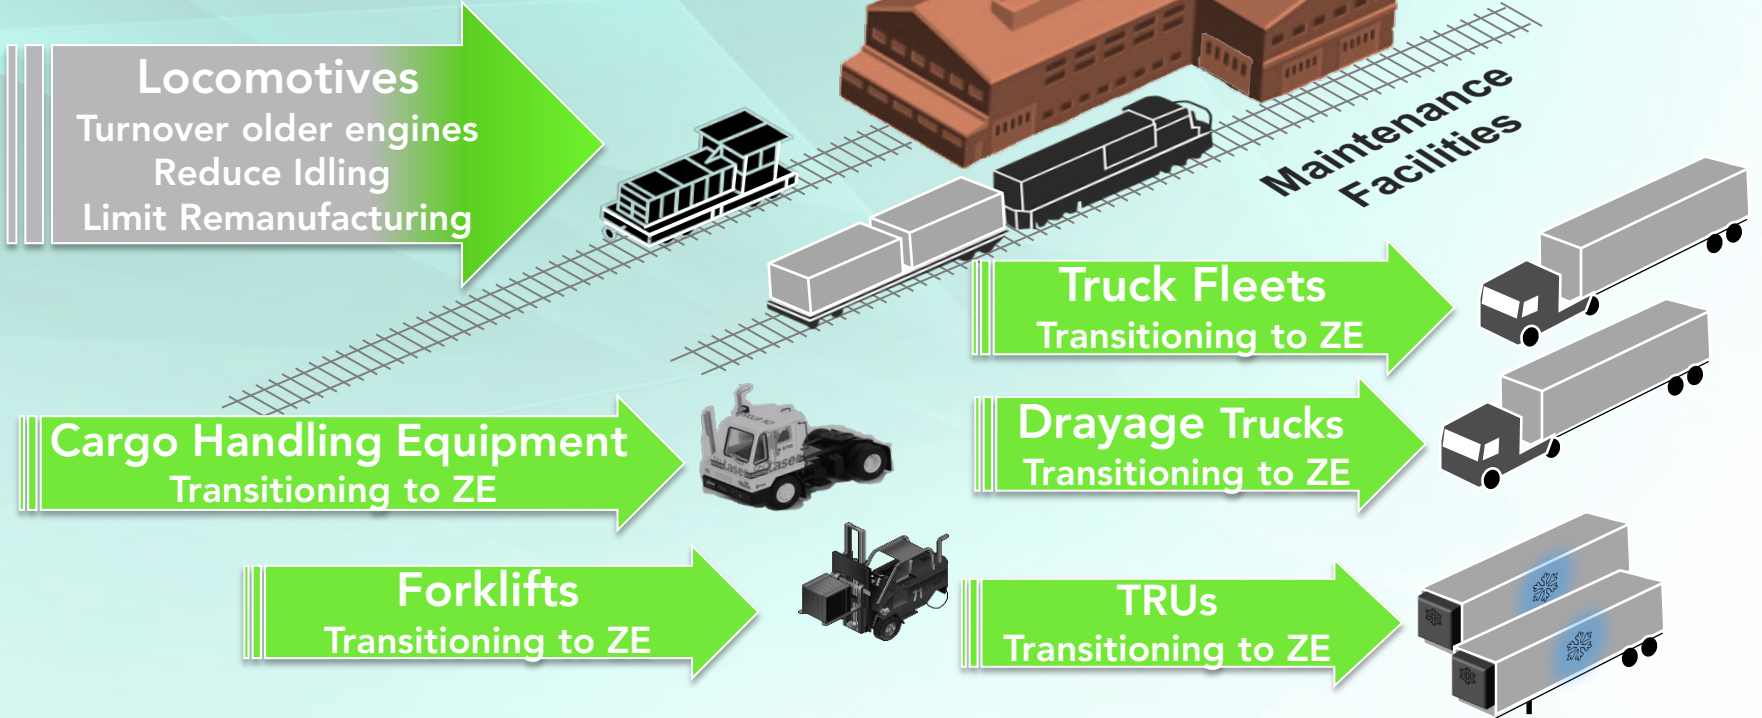 Locomotives
Turnover older engines
Reduce Idling
Limit Remanufacturing
Maintenance
Facilities
Truck Fleets
Transitioning to ZE
Cargo Handling Equipment
Transitioning to ZE
Drayage Trucks
Transitioning to ZE
Forklifts
Transitioning to ZE
71
TRUs
Transitioning to ZE